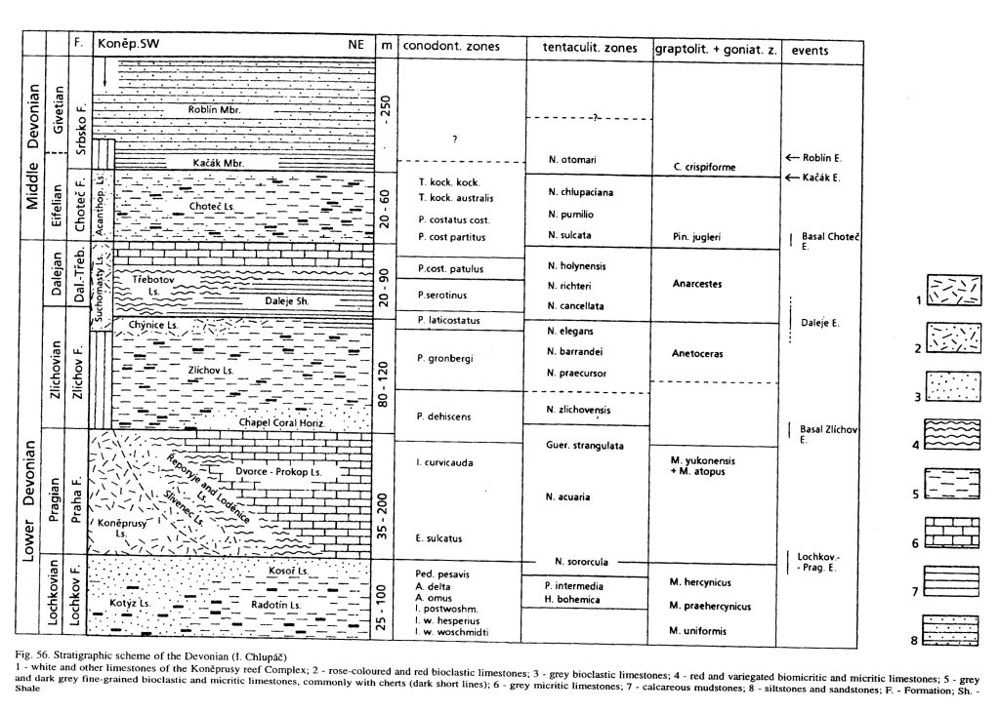 F.
Koněp.SW
NE
m
conodont. zones
tentaculit. zones
graptolit. + goniat. z.
events
Middle Devonian
Lower Devonian
Givetian
Eifelian
Dalejan
Zlíchovian
Pragian
Lochkovian
Srbsko F.
Choteč F.
Dal.-Třeb.
Zlíchov F.
Praha F.
Lochkov F.
Acanthop. Ls.
Suchomasty Ls.
Roblín Mbr.
Kačák Mbr.
Choteč Ls.
Třebotov
Ls.
Daleje Sh.
Chýnice Ls.
Zlíchov Ls.
Chapel Coral Horiz.
Dvorce - Prokop Ls.
Řeporyje and Loděnice
Ls.
Slivenec Ls.
Koněprusy
Ls.
Kosoř Ls.
Kotýz Ls.
Radotín Ls.
- 250
20 - 60
20 - 90
80 - 120
35 - 200
25 - 100
?
T. kock. kock.
T. kock. australis
P. costatus cost.
P. cost partitus
P.cost. patulus
P.serotinus
P. laticostatus
P. gronbergi
P. dehiscens
I. curvicauda
E. sulcatus
Ped. pesavis
A. delta
A. omus
I. postwoshm.
I. w. hesperius
I. w. woschmidti
?
N. otomari
N. chlupaciana
N. pumilio
N. sulcata
N. holynensis
N. richteri
N. cancellata
N. elegans
N. barrandei
N. praecursor
N. zlichovensis
Guer. strangulata
N. acuaria
N. sororcula
P. intermedia
H. bohemica
C. crispiforme
Pin. jugleri
Anarcestes
Anetoceras
M. yukonensis
+ M. atopus
M. hercynicus
M. praehercynicus
M. uniformis
← Roblín E.
← Kačák E.
Basal Choteč
E.
Daleje E.
Basal Zlíchov
E.
Lochkov.-
- Prag. E.
1
2
3
4
5
6
7
8
Fig. 56. Stratigraphic scheme of the Devonian (I. Chlupáč)
1 - white and other limestones of the Koněprusy reef Complex; 2 - rose-coloured and red bioclastic limestones; 3 - grey bioclastic limestones; 4 - red and variegated biomicritic and micritic limestones; 5 - grey
and dark grey fine-grained bioclastic and micritic limestones, commonly with cherts (dark short lines); 6 - grey micritic limestones; 7 - calcareous mudstones; 8 - siltstones and sandstones; F. - Formation; Sh. -
Shale